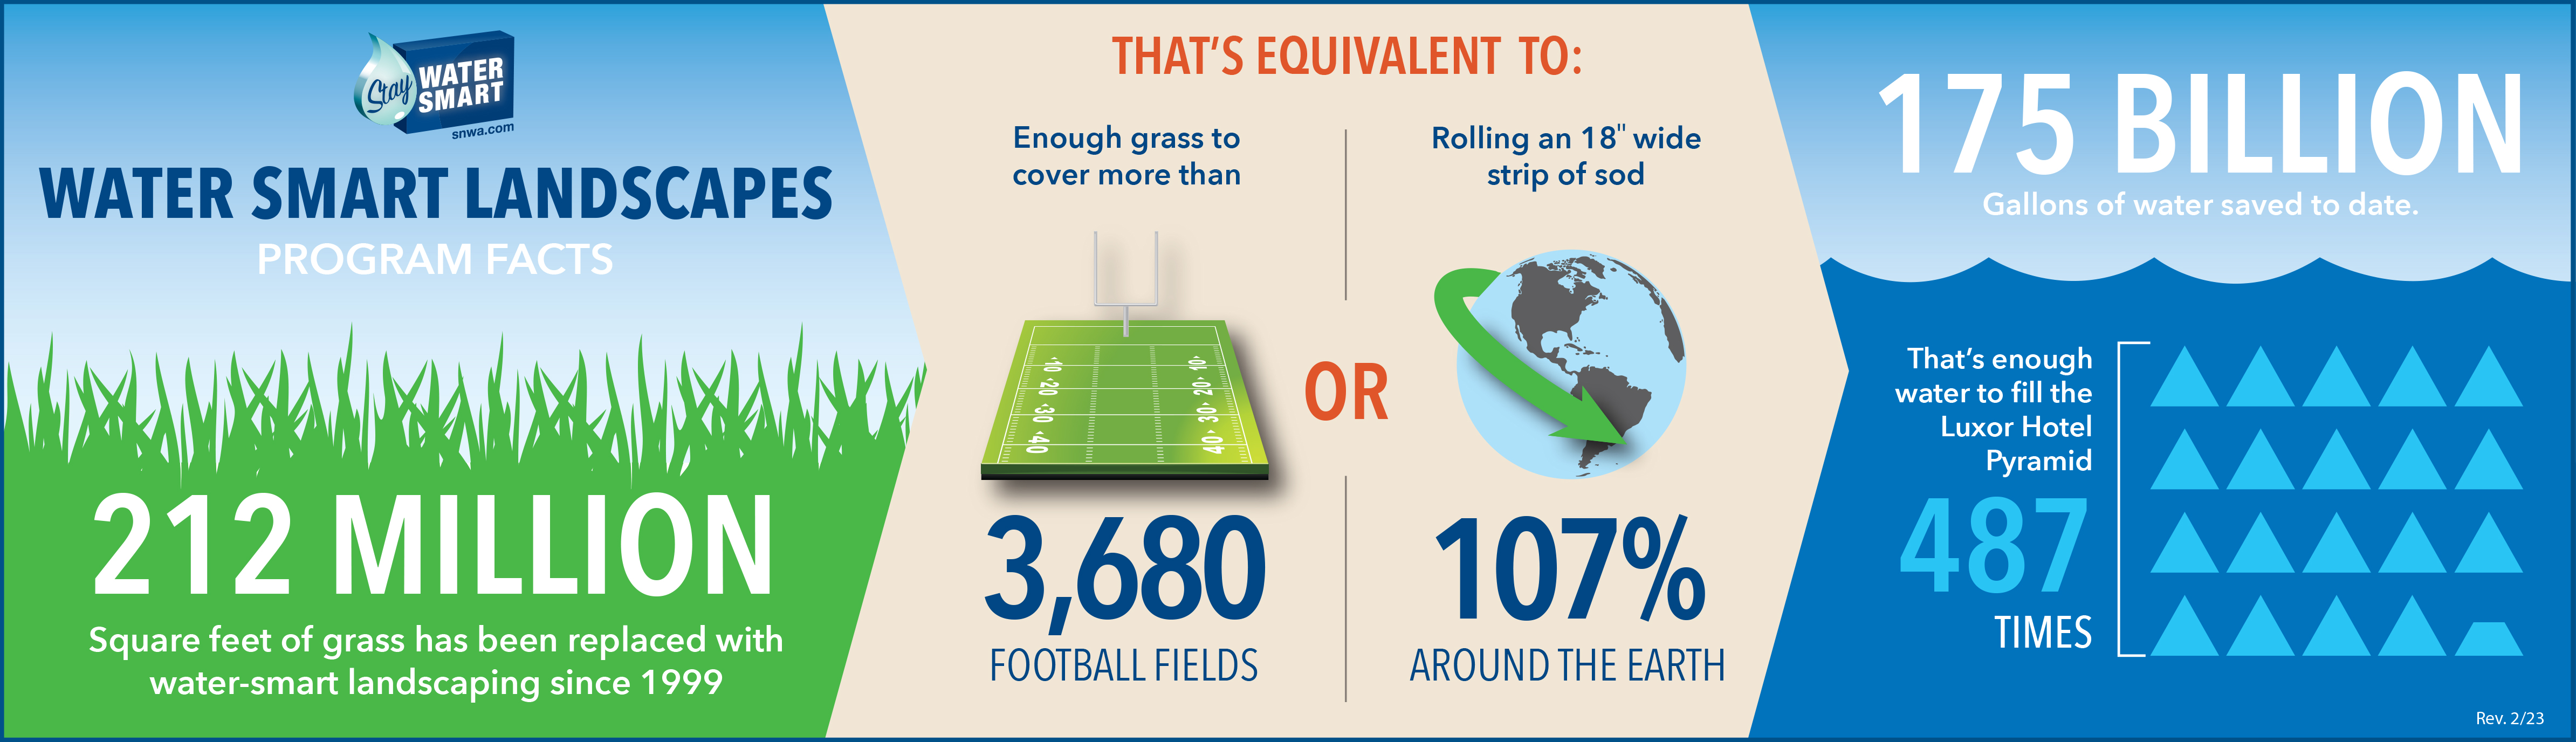 Stay
WATER
SMART
snwa.com
WATER SMART LANDSCAPES
PROGRAM FACTS
212 MILLION
Square feet of grass has been replaced with
water-smart landscaping since 1999
THAT'S EQUIVALENT TO:
Enough grass to
cover more than
10 10
20 20
30 30
40 40
3,680
FOOTBALL FIELDS
OR
Rolling an 18" wide
strip of sod
107%
AROUND THE EARTH
175 BILLION
Gallons of water saved to date.
That's enough
water to fill the
Luxor Hotel
Pyramid
487
TIMES
Rev. 2/23